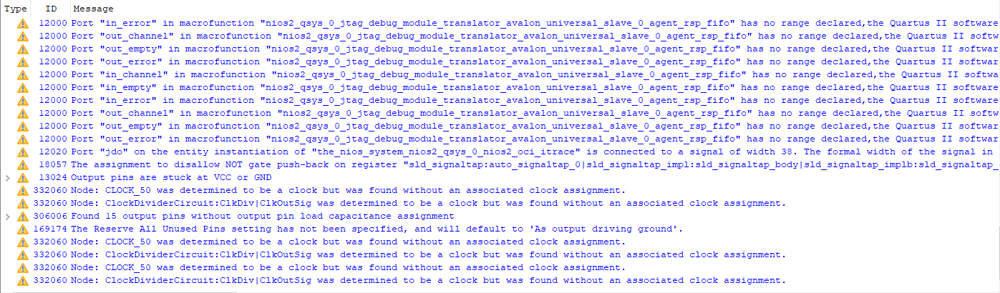 Type ID Message
12000 Port "in_error" in macrofunction "nios2_qsys_0_jtag_debug_module_translator_avalon_universal_slave_0_agent_rsp_fifo" has no range declared,the Quartus II software
12000 Port "out_channel" in macrofunction "nios2_qsys_0_jtag_debug_module_translator_avalon_universal_slave_0_agent_rsp_fifo" has no range declared,the Quartus II softw
12000 Port "out_empty" in macrofunction "nios2_qsys_0_jtag_debug_module_translator_avalon_universal_slave_0_agent_rsp_fifo" has no range declared,the Quartus II softwar
12000 Port "out_error" in macrofunction "nios2_qsys_0_jtag_debug_module_translator_avalon_universal_slave_0_agent_rsp_fifo" has no range declared,the Quartus II softwar
12000 Port "in_channel" in macrofunction "nios2_qsys_0_jtag_debug_module_translator_avalon_universal_slave_0_agent_rsp_fifo" has no range declared,the Quartus II softwa
12000 Port "in_empty" in macrofunction "nios2_qsys_0_jtag_debug_module_translator_avalon_universal_slave_0_agent_rsp_fifo" has no range declared,the Quartus II software
12000 Port "in_error" in macrofunction "nios2_qsys_0_jtag_debug_module_translator_avalon_universal_slave_0_agent_rsp_fifo" has no range declared,the Quartus II software
12000 Port "out_channel" in macrofunction "nios2_qsys_0_jtag_debug_module_translator_avalon_universal_slave_0_agent_rsp_fifo" has no range declared,the Quartus II softw
12000 Port "out_empty" in macrofunction "nios2_qsys_0_jtag_debug_module_translator_avalon_universal_slave_0_agent_rsp_fifo" has no range declared,the Quartus II softwar
12000 Port "out_error" in macrofunction "nios2_qsys_0_jtag_debug_module_translator_avalon_universal_slave_0_agent_rsp_fifo" has no range declared,the Quartus II softwar
12020 Port "jdo" on the entity instantiation of "the_nios_system_nios2_qsys_0_nios2_oci_itrace" is connected to a signal of width 38. The formal width of the signal in
18057 The assignment to disallow NOT gate push-back on register "sld_signaltap:auto_signaltap_0|sld_signaltap_impl:sld_signaltap_body|sld_signaltap_implb:sld_signaltap_
13024 Output pins are stuck at VCC or GND
332060 Node: CLOCK_50 was determined to be a clock but was found without an associated clock assignment.
332060 Node: ClockDividerCircuit:ClkDiv|ClkOutSig was determined to be a clock but was found without an associated clock assignment.
306006 Found 15 output pins without output pin load capacitance assignment
169174 The Reserve All Unused Pins setting has not been specified, and will default to 'As output driving ground'.
332060 Node: CLOCK_50 was determined to be a clock but was found without an associated clock assignment.
332060 Node: ClockDividerCircuit:ClkDiv|ClkOutSig was determined to be a clock but was found without an associated clock assignment.
332060 Node: CLOCK_50 was determined to be a clock but was found without an associated clock assignment.
332060 Node: ClockDividerCircuit:ClkDiv|ClkOutSig was determined to be a clock but was found without an associated clock assignment.